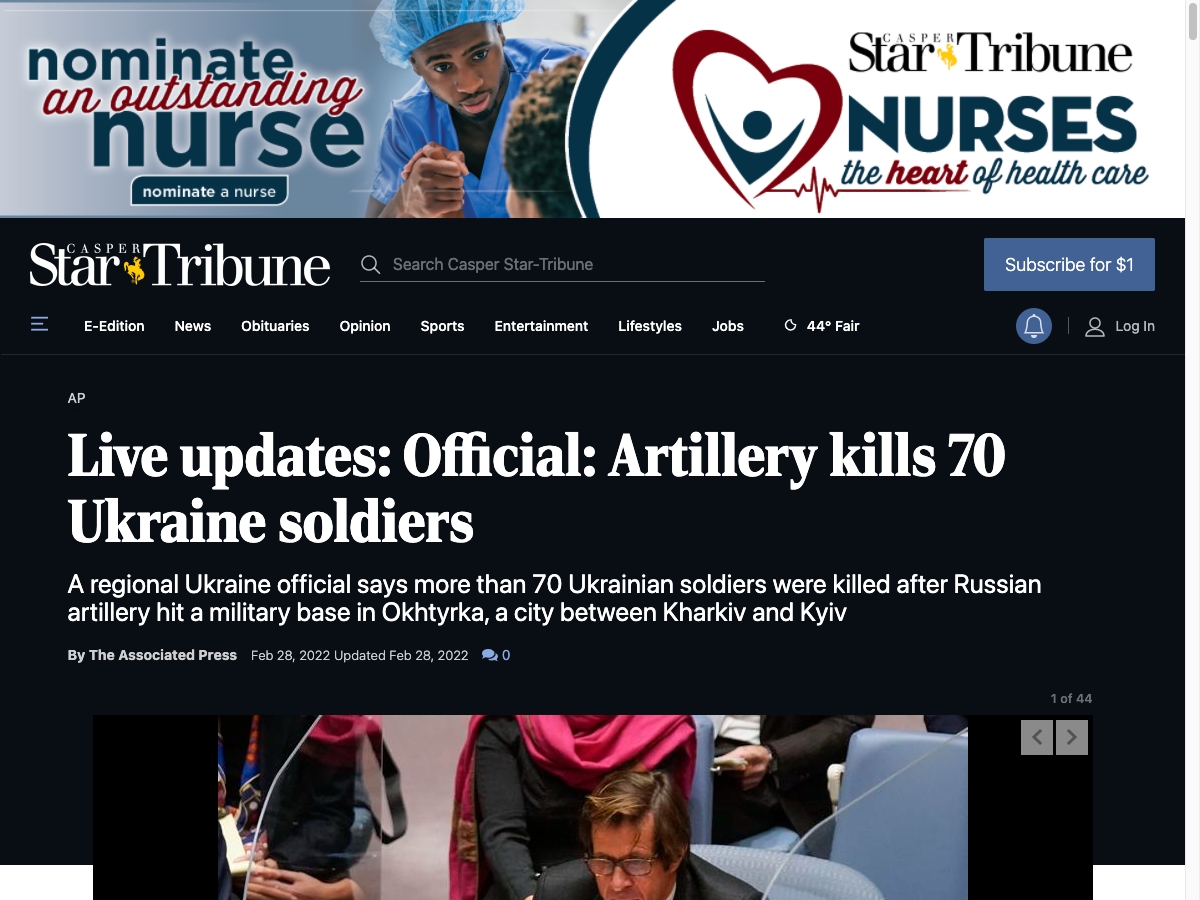 nominate
an outstanding
nurse
nominate a nurse
CASPER
Star Tribune
NURSES
the heart of health care
CASPER
Star Tribune
Search Casper Star-Tribune
Subscribe for $1
E-Edition News Obituaries Opinion Sports Entertainment Lifestyles Jobs 44° Fair Log In
AP
Live updates: Official: Artillery kills 70
Ukraine soldiers
A regional Ukraine official says more than 70 Ukrainian soldiers were killed after Russian
artillery hit a military base in Okhtyrka, a city between Kharkiv and Kyiv
By The Associated Press Feb 28, 2022 Updated Feb 28, 2022 0
1 of 44